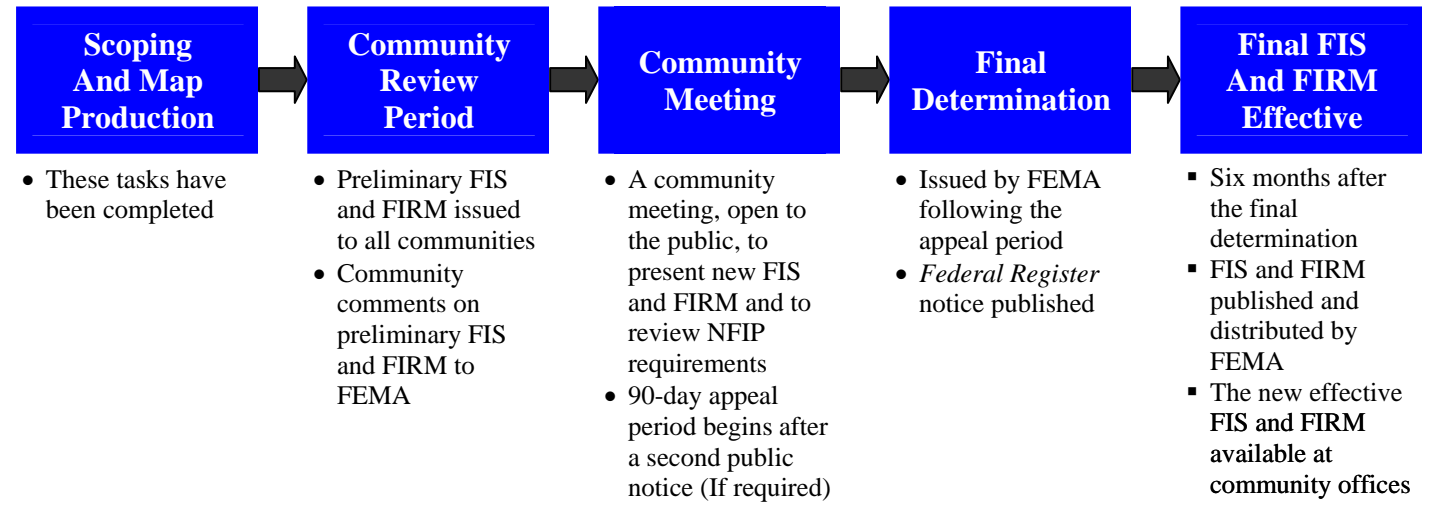 Scoping
And Map
Production
• These tasks have
been completed
Community
Review
Period
• Preliminary FIS
and FIRM issued
to all communities
• Community
comments on
preliminary FIS
and FIRM to
FEMA
Community
Meeting
• A community
meeting, open to
the public, to
present new FIS
and FIRM and to
review NFIP
requirements
• 90-day appeal
period begins after
a second public
notice (If required)
Final
Determination
• Issued by FEMA
following the
appeal period
• Federal Register
notice published
Final FIS
And FIRM
Effective
▪ Six months after
the final
determination
▪ FIS and FIRM
published and
distributed by
FEMA
▪ The new effective
FIS and FIRM
available at
community offices